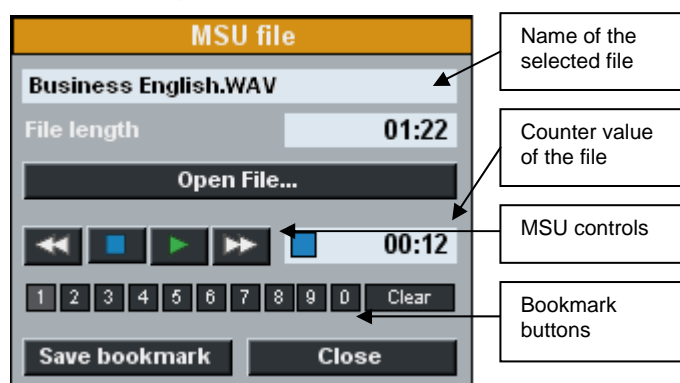 MSU file
Business English.WAV
File length 01:22
Open File...
00:12
1 2 3 4 5 6 7 8 9 0 Clear
Save bookmark Close
Name of the
selected file
Counter value
of the file
MSU controls
Bookmark
buttons